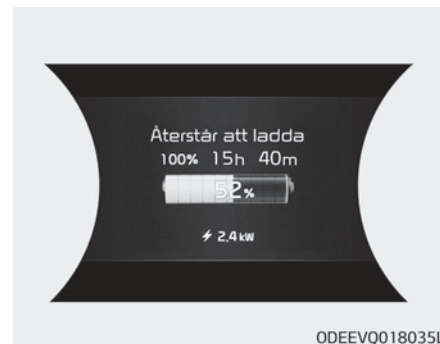 Återstår att ladda
100% 15h 40m
52%
2,4 kW
ODEEVQ018035L